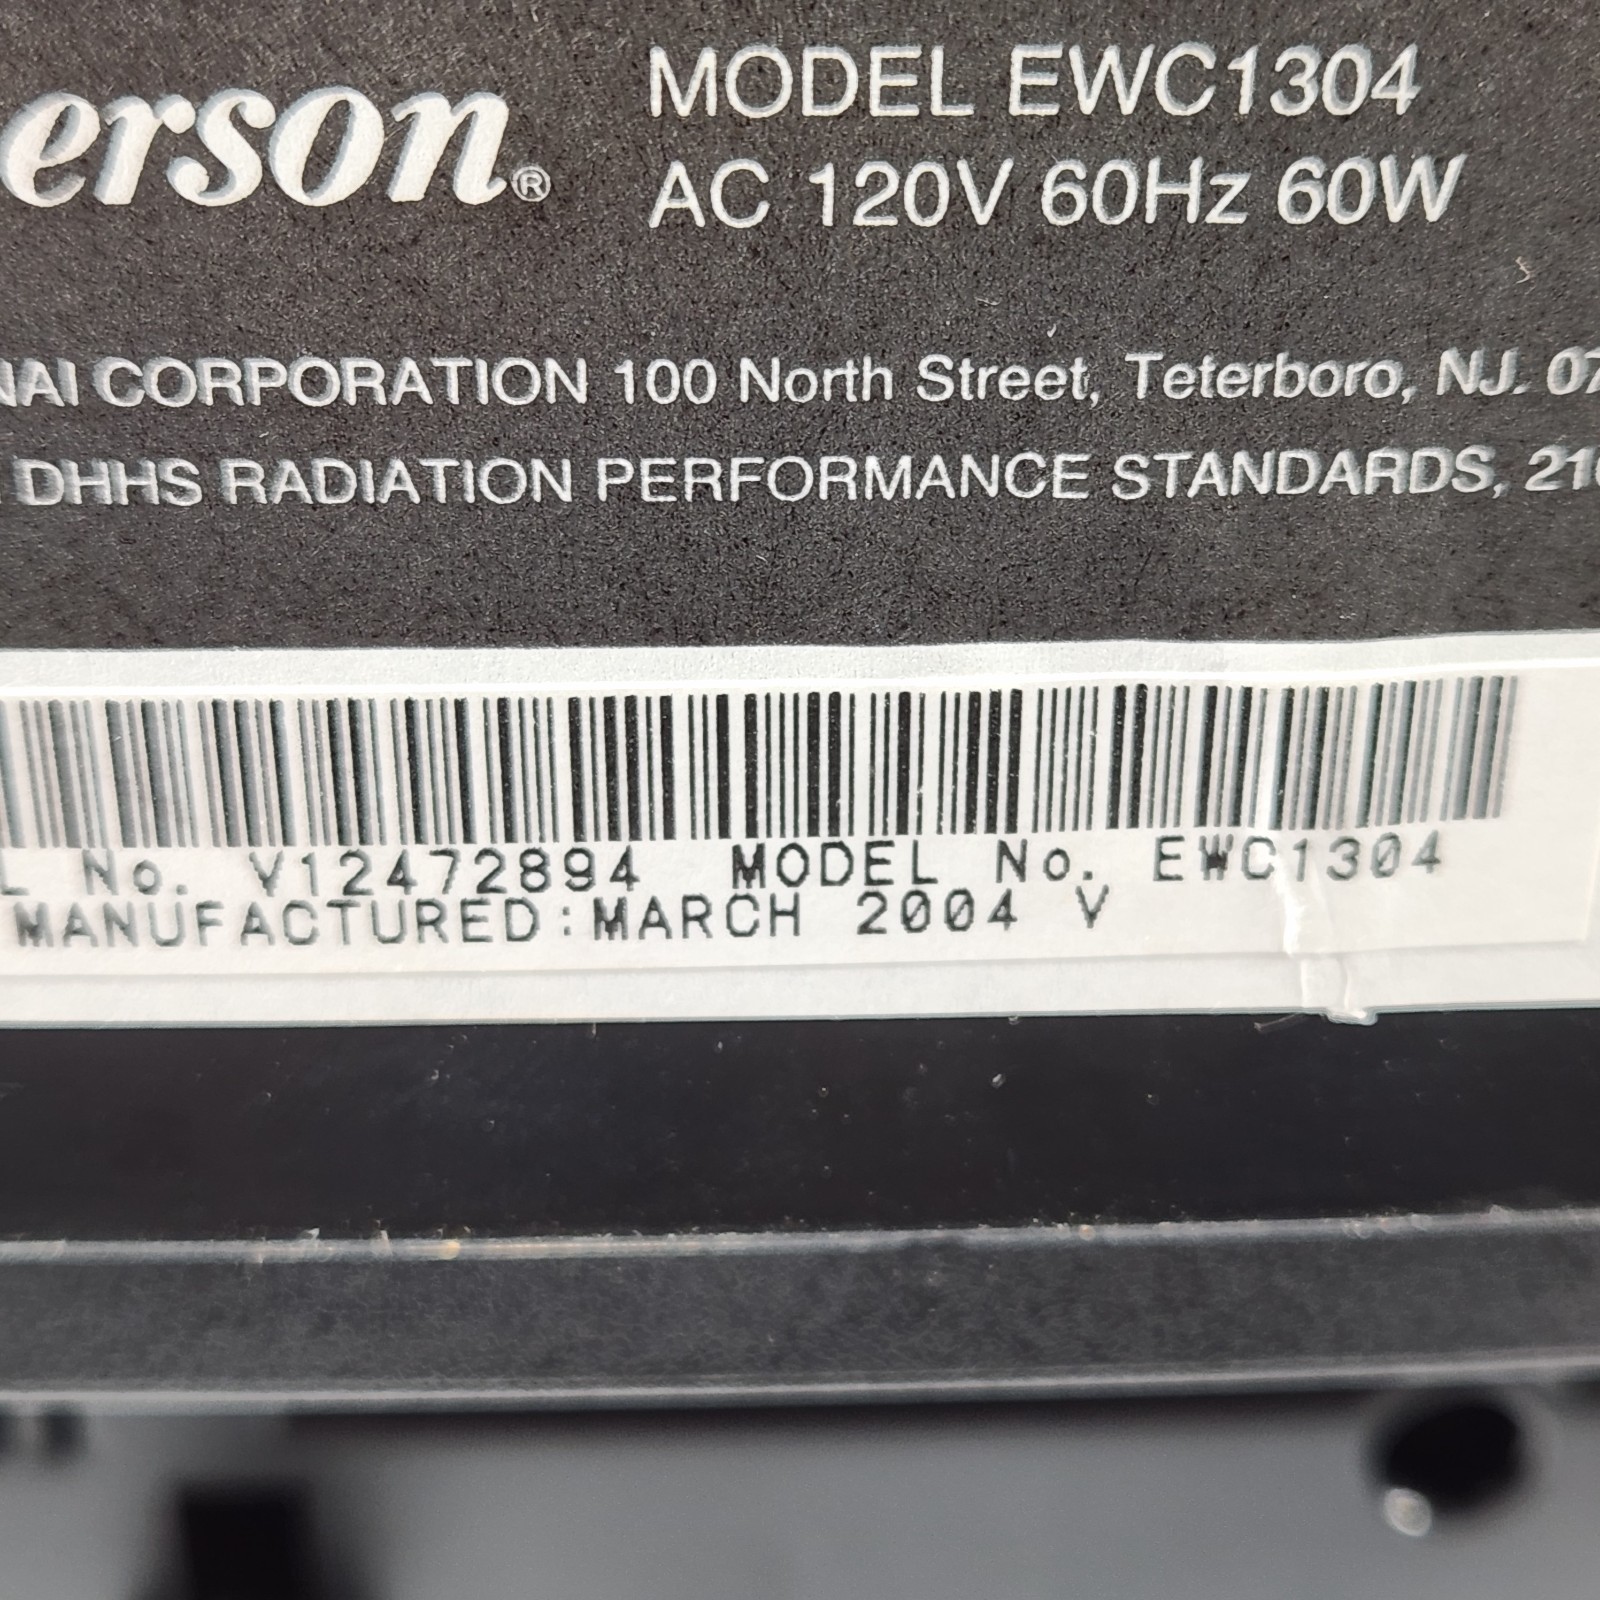 erson®
MODEL EWC1304
AC 120V 60Hz 60W
NAI CORPORATION 100 North Street, Teterboro, NJ. 07
DHHS RADIATION PERFORMANCE STANDARDS, 21
L No. V12472894 MODEL No. EWC1304
MANUFACTURED:MARCH 2004 V